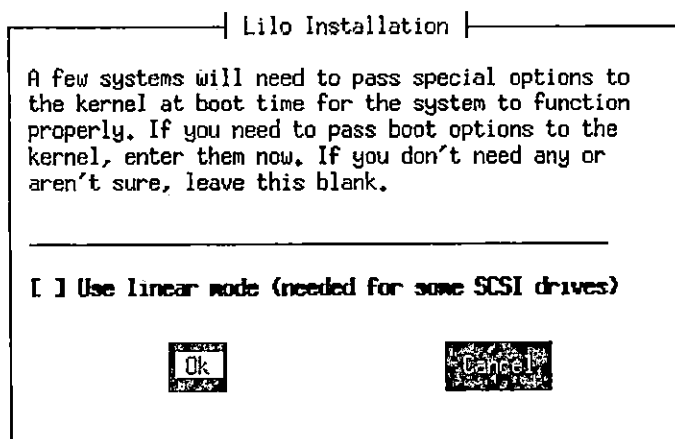 Lilo Installation
A few systems will need to pass special options to
the kernel at boot time for the system to function
properly. If you need to pass boot options to the
kernel, enter them now. If you don't need any or
aren't sure, leave this blank.
[ ] Use linear mode (needed for some SCSI drives)
Ok Cancel